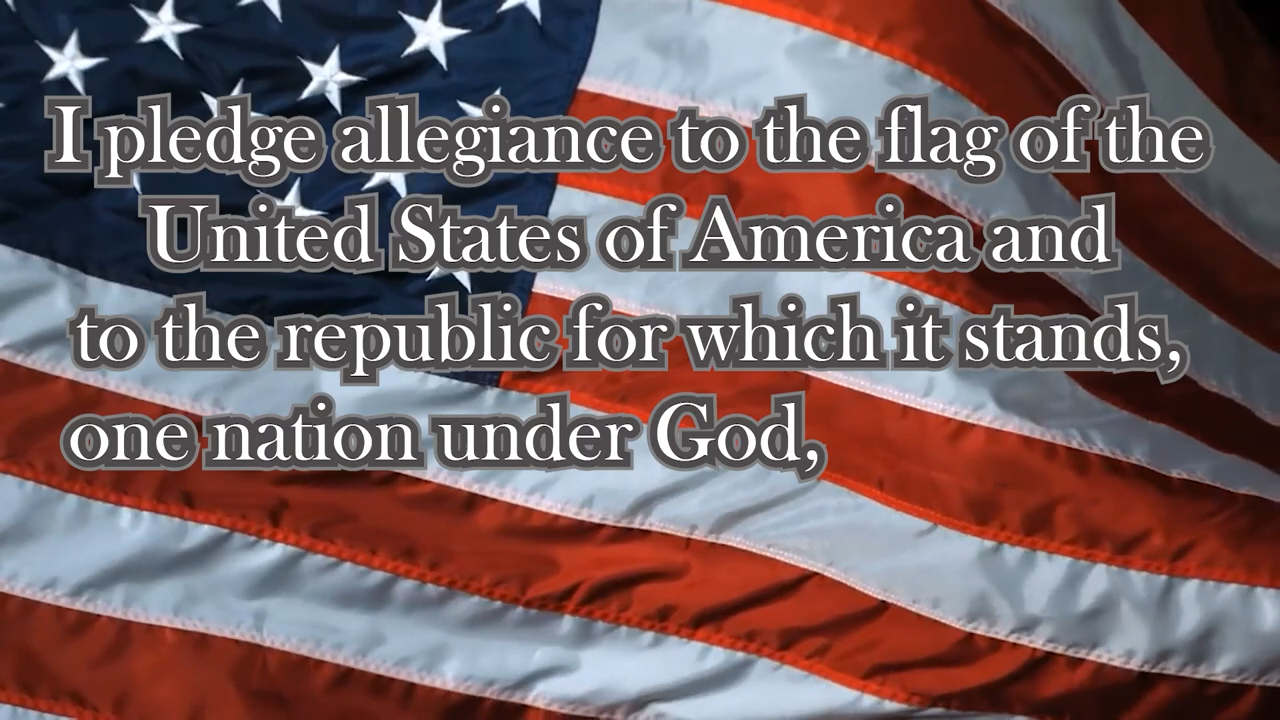 I pledge allegiance to the flag of the
United States of America and
to the republic for which it stands,
one nation under God,